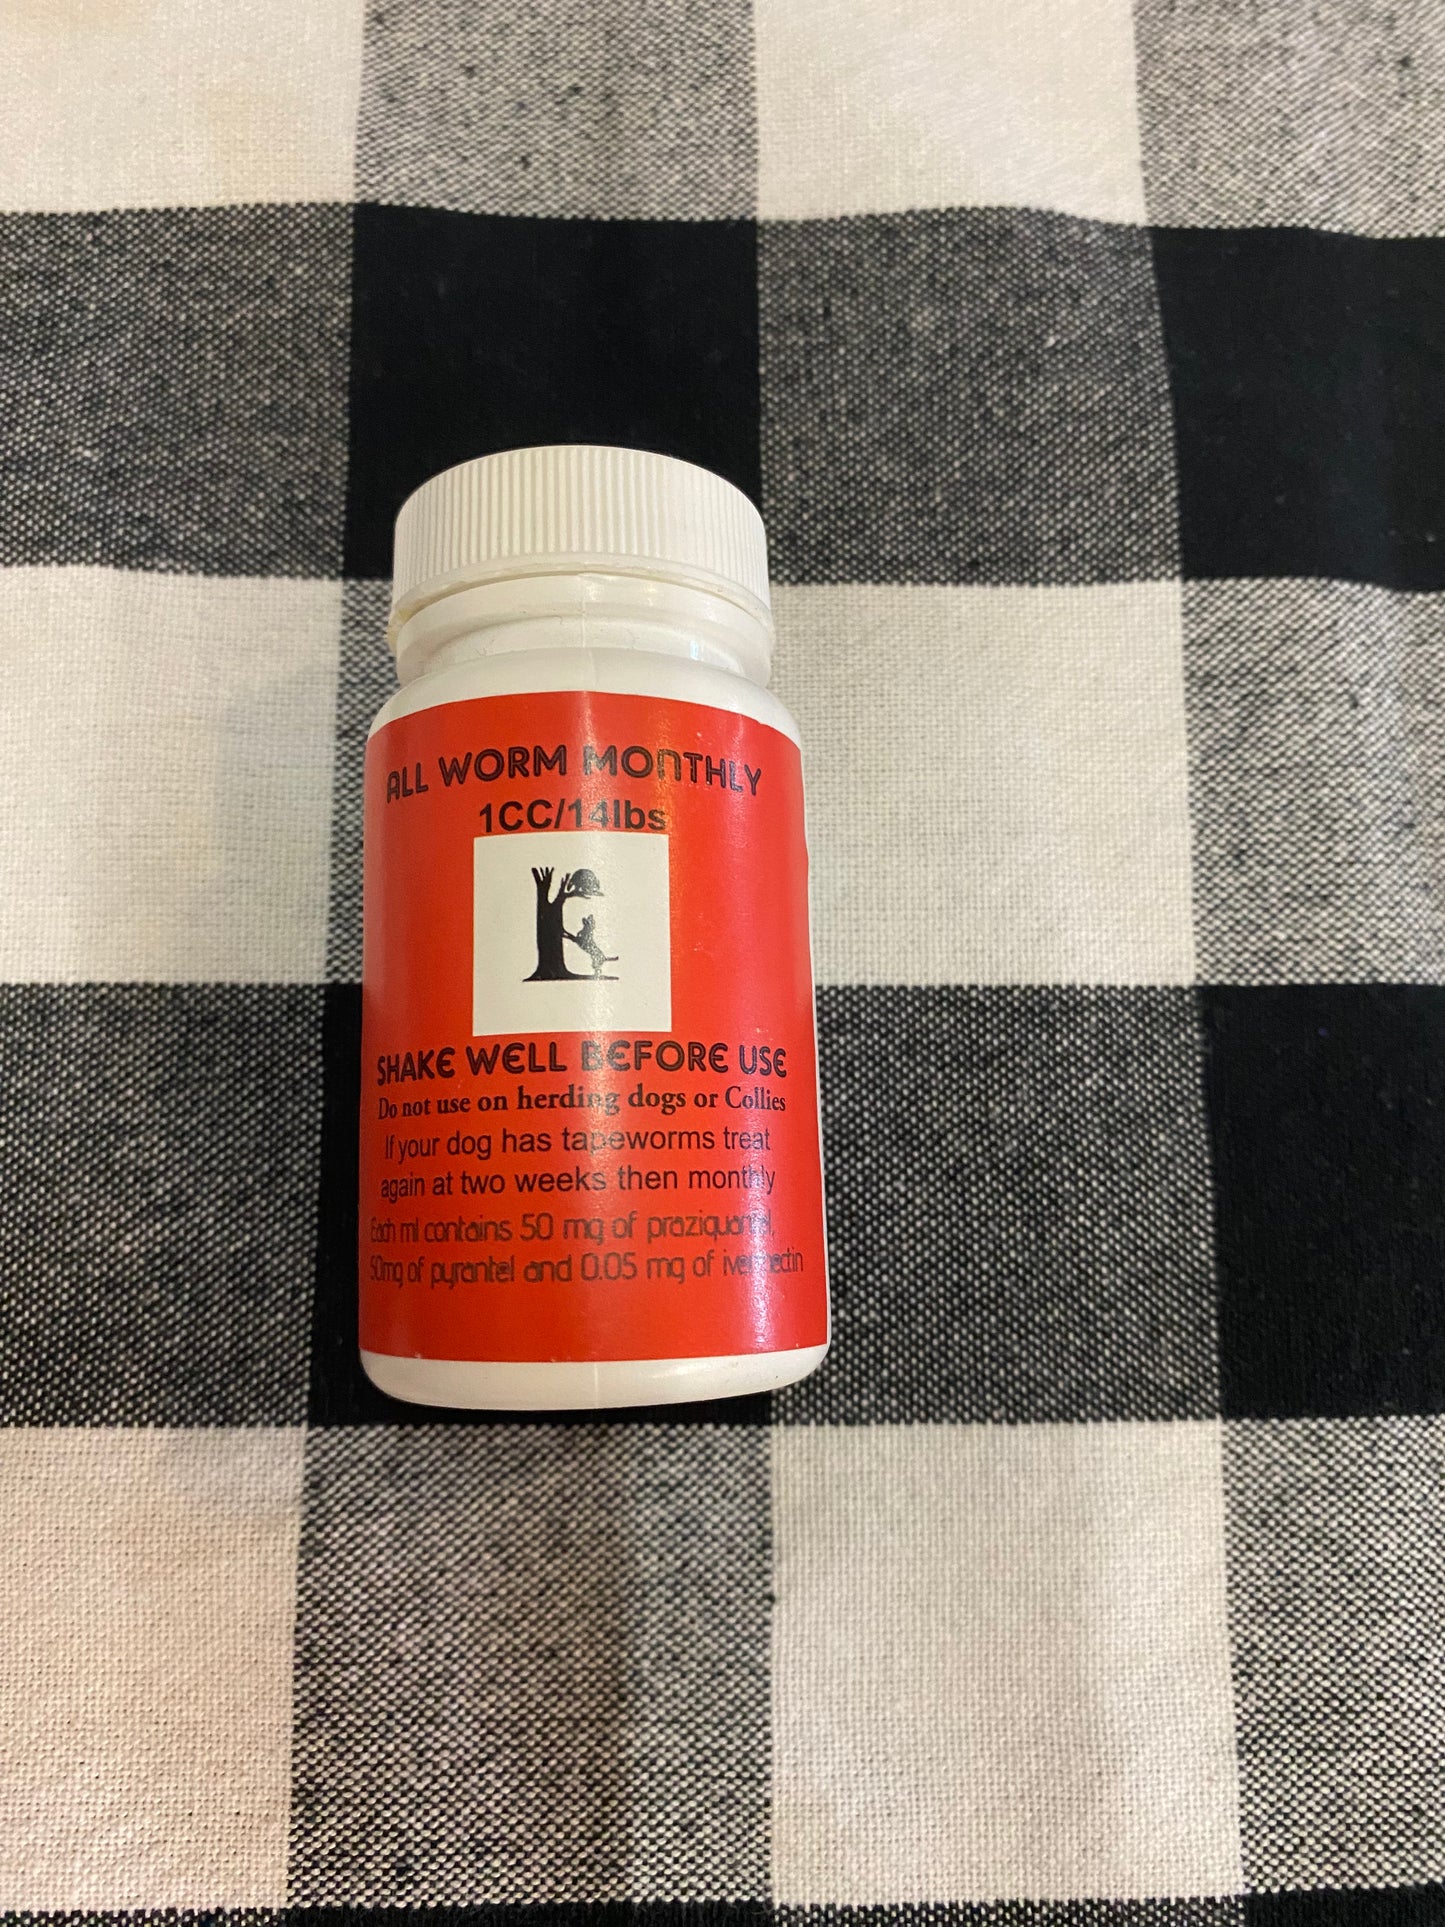 ALL WORM MONTHLY
1CC/14lbs
SHAKE WELL BEFORE USE
Do not use on herding dogs or Collies
If your dog has tapeworms treat
again at two weeks then monthly
Each ml contains 50 mg of praziquantel,
50mg of pyrantel and 0.05 mg of ivermectin